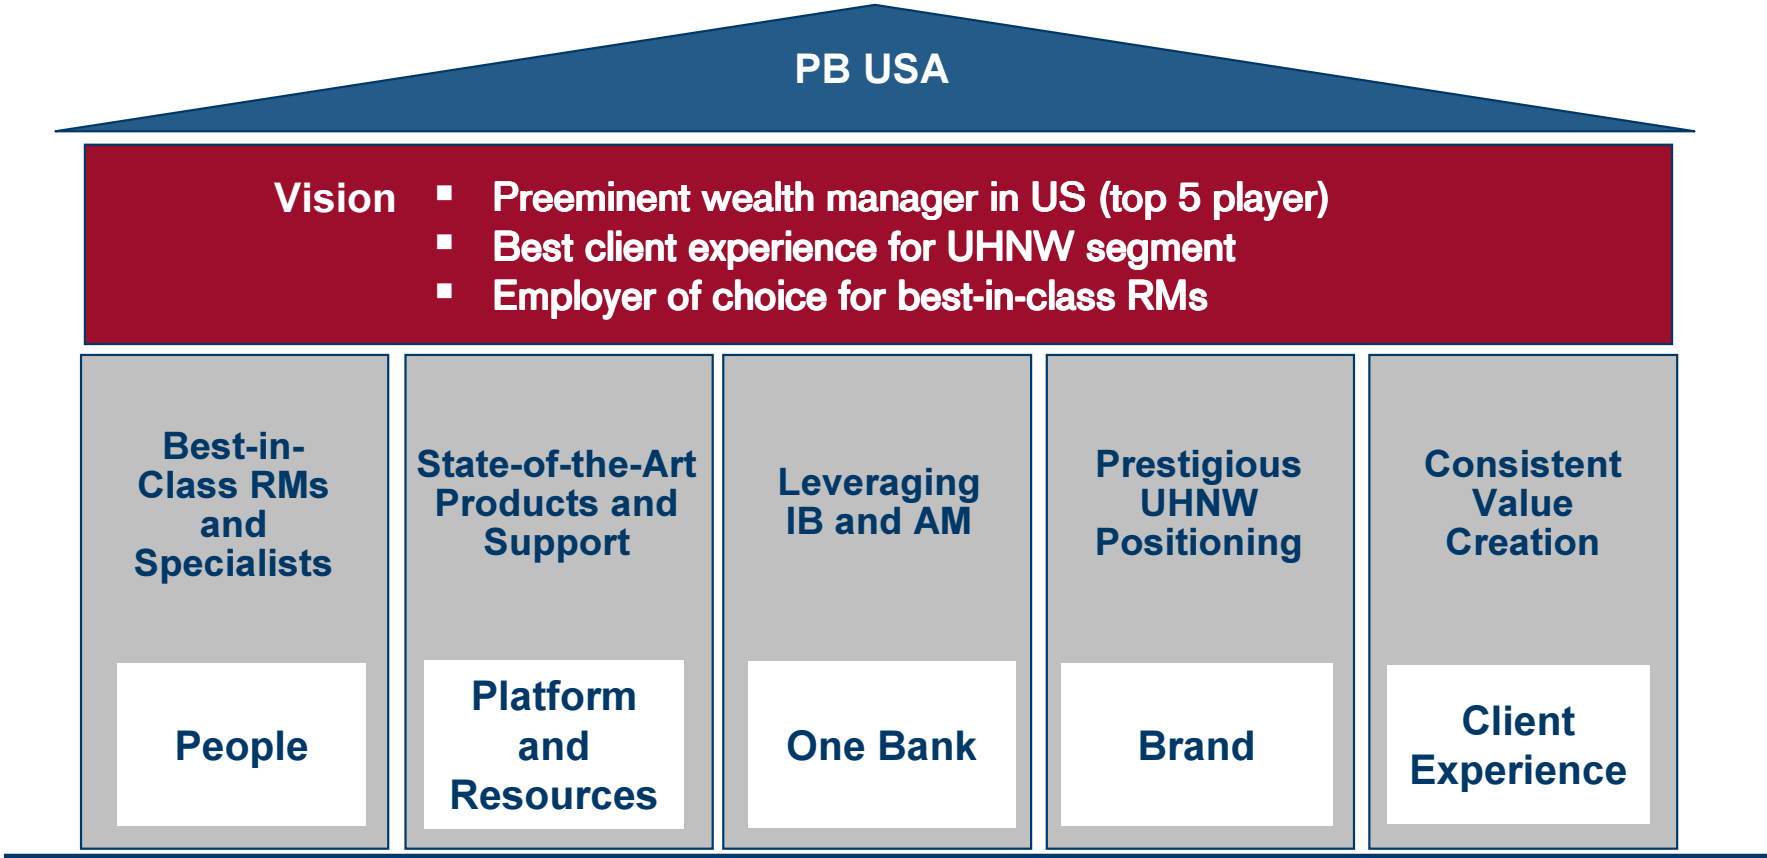 PB USA
Vision
▪ Preeminent wealth manager in US (top 5 player)
▪ Best client experience for UHNW segment
▪ Employer of choice for best-in-class RMs
Best-in-
Class RMs
and
Specialists
People
State-of-the-Art
Products and
Support
Platform
and
Resources
Leveraging
IB and AM
One Bank
Prestigious
UHNW
Positioning
Brand
Consistent
Value
Creation
Client
Experience